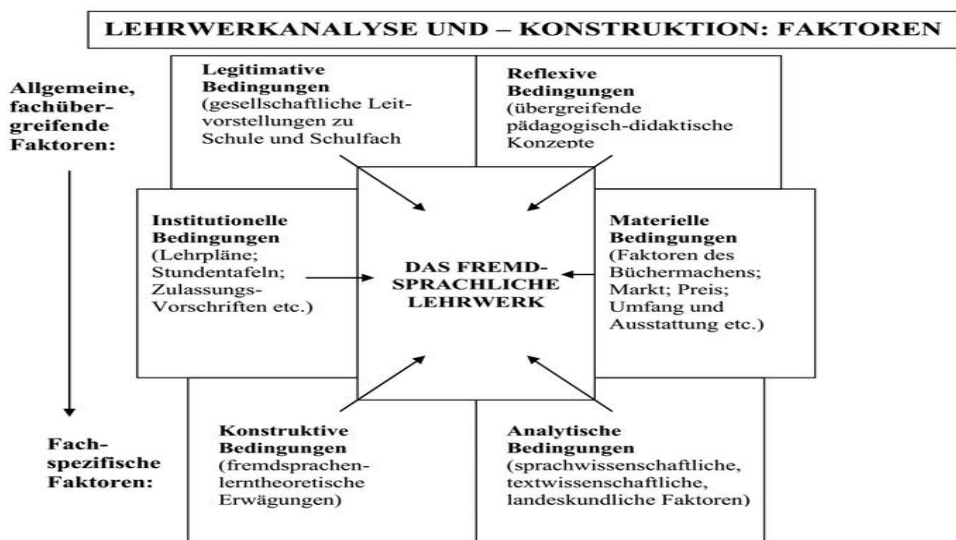 LEHRWERKANALYSE UND – KONSTRUKTION: FAKTOREN
Allgemeine,
fachüber-
greifende
Faktoren:
Legitimative
Bedingungen
(gesellschaftliche Leit-
vorstellungen zu
Schule und Schulfach
Reflexive
Bedingungen
(übergreifende
pädagogisch-didaktische
Konzepte
Institutionelle
Bedingungen
(Lehrpläne;
Stundentafeln;
Zulassungs-
Vorschriften etc.)
DAS FREMD-
SPRACHLICHE
LEHRWERK
Materielle
Bedingungen
(Faktoren des
Büchermachens;
Markt; Preis;
Umfang und
Ausstattung etc.)
Fach-
spezifische
Faktoren:
Konstruktive
Bedingungen
(fremdsprachen-
lerntheoretische
Erwägungen)
Analytische
Bedingungen
(sprachwissenschaftliche,
textwissenschaftliche,
landeskundliche Faktoren)